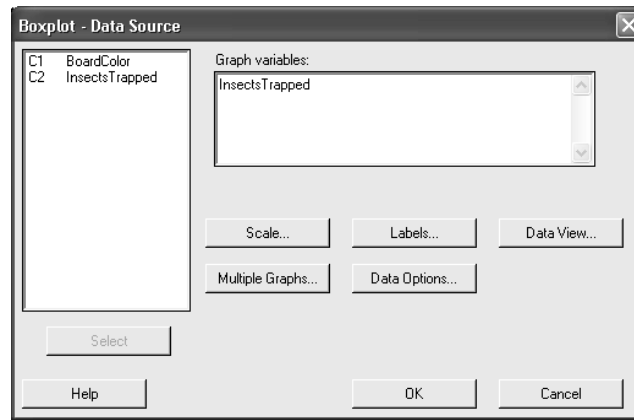 Boxplot - Data Source
C1 BoardColor
C2 InsectsTrapped
Graph variables:
InsectsTrapped
Scale...
Labels...
Data View...
Multiple Graphs...
Data Options...
Select
Help
OK
Cancel